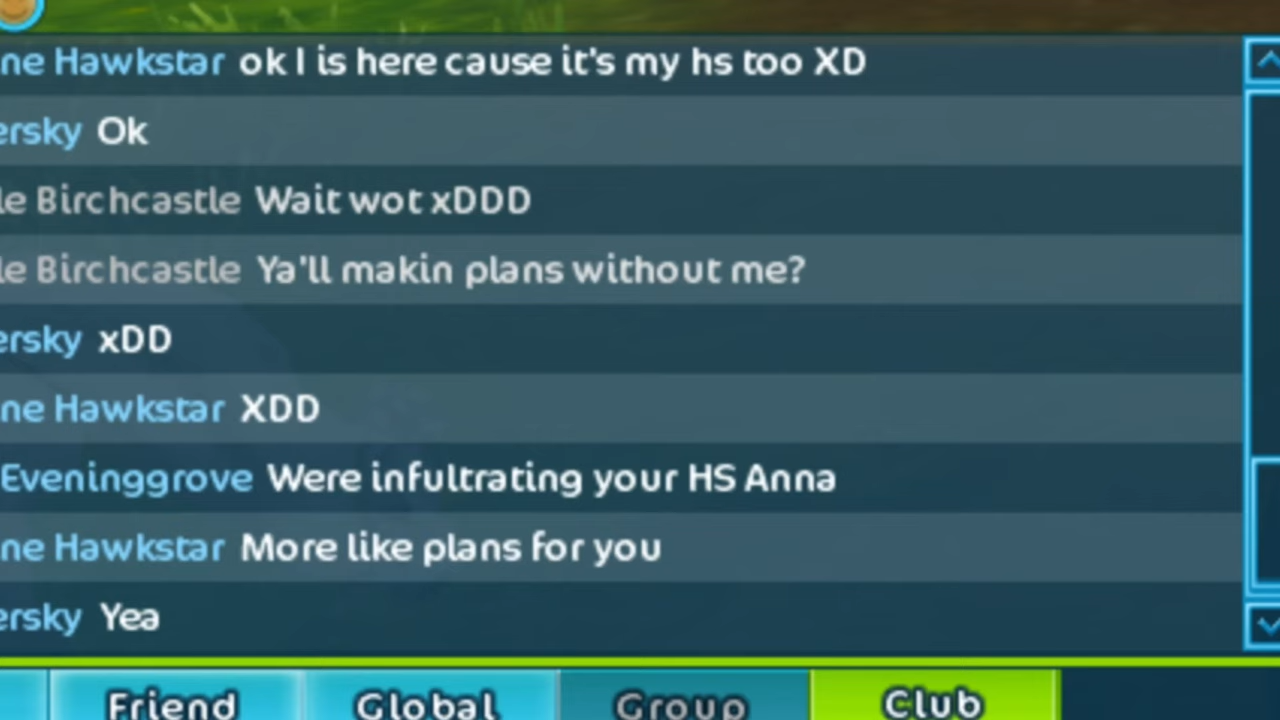 ne Hawkstar ok I is here cause it's my hs too XD
ersky Ok
le Birchcastle Wait wot xDDD
le Birchcastle Ya'll makin plans without me?
ersky xDD
ne Hawkstar XDD
Eveninggrove Were infultrating your HS Anna
ne Hawkstar More like plans for you
ersky Yea
Friend Global Group Club